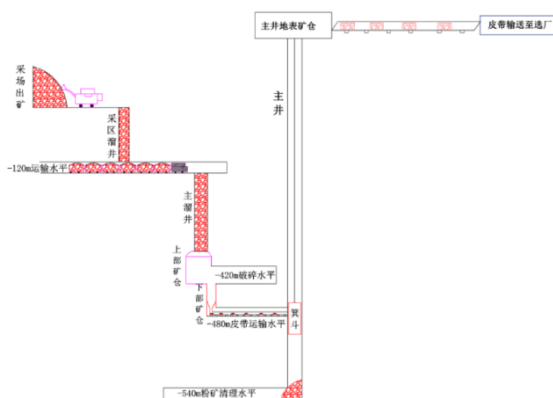 主井地表矿仓
皮带输送至选厂
采场出矿
主井
采区溜井
-120m运输水平
主溜井
上部矿仓
-420m破碎水平
下部矿仓
箕斗
-480m皮带运输水平
-540m粉矿清理水平